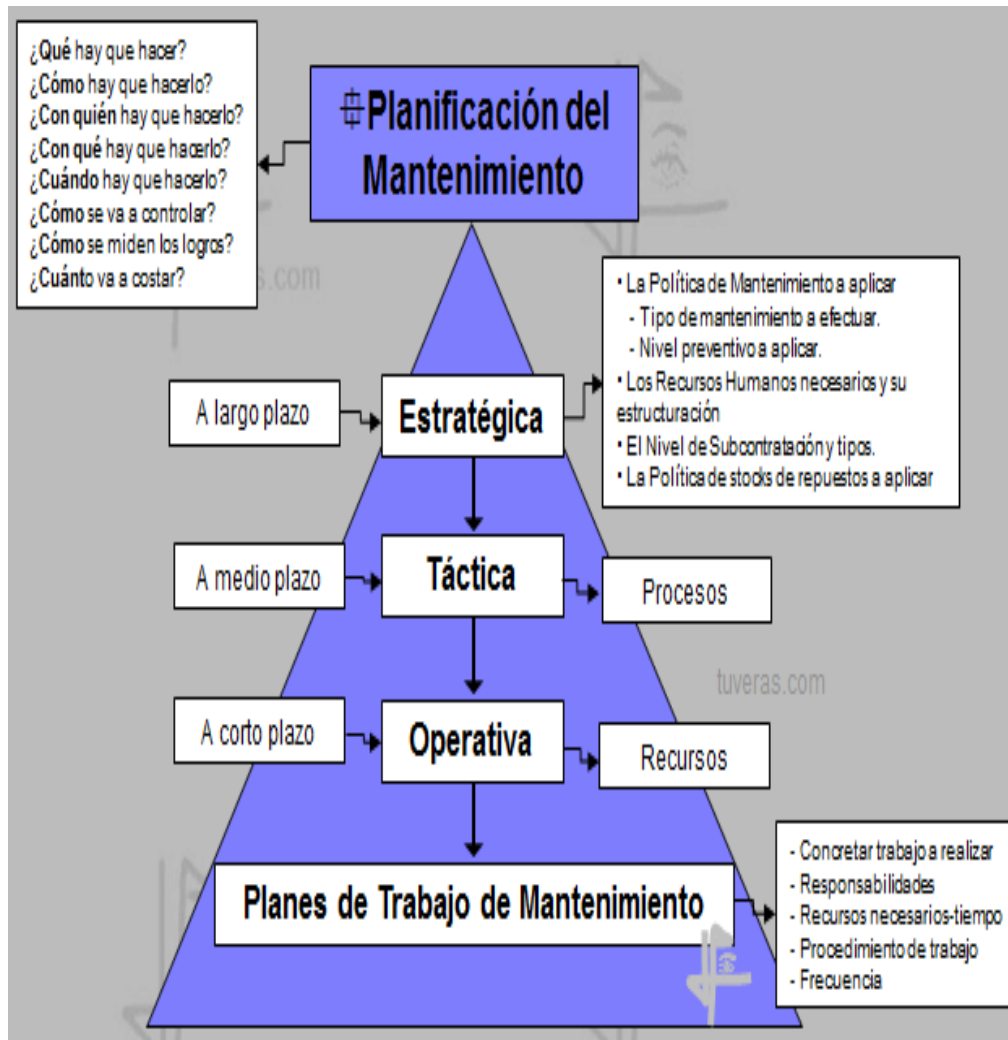 ¿Qué hay que hacer?
¿Cómo hay que hacerlo?
¿Con quién hay que hacerlo?
¿Con qué hay que hacerlo?
¿Cuándo hay que hacerlo?
¿Cómo se va a controlar?
¿Cómo se miden los logros?
¿Cuánto va a costar?
Planificación del
Mantenimiento
s.com
• La Política de Mantenimiento a aplicar
- Tipo de mantenimiento a efectuar.
- Nivel preventivo a aplicar.
• Los Recursos Humanos necesarios y su
estructuración
• El Nivel de Subcontratación y tipos.
• La Política de stocks de repuestos a aplicar
A largo plazo
Estratégica
A medio plazo
Táctica
Procesos
tuveras.com
A corto plazo
Operativa
Recursos
Planes de Trabajo de Mantenimiento
- Concretar trabajo a realizar
- Responsabilidades
- Recursos necesarios-tiempo
- Procedimiento de trabajo
- Frecuencia